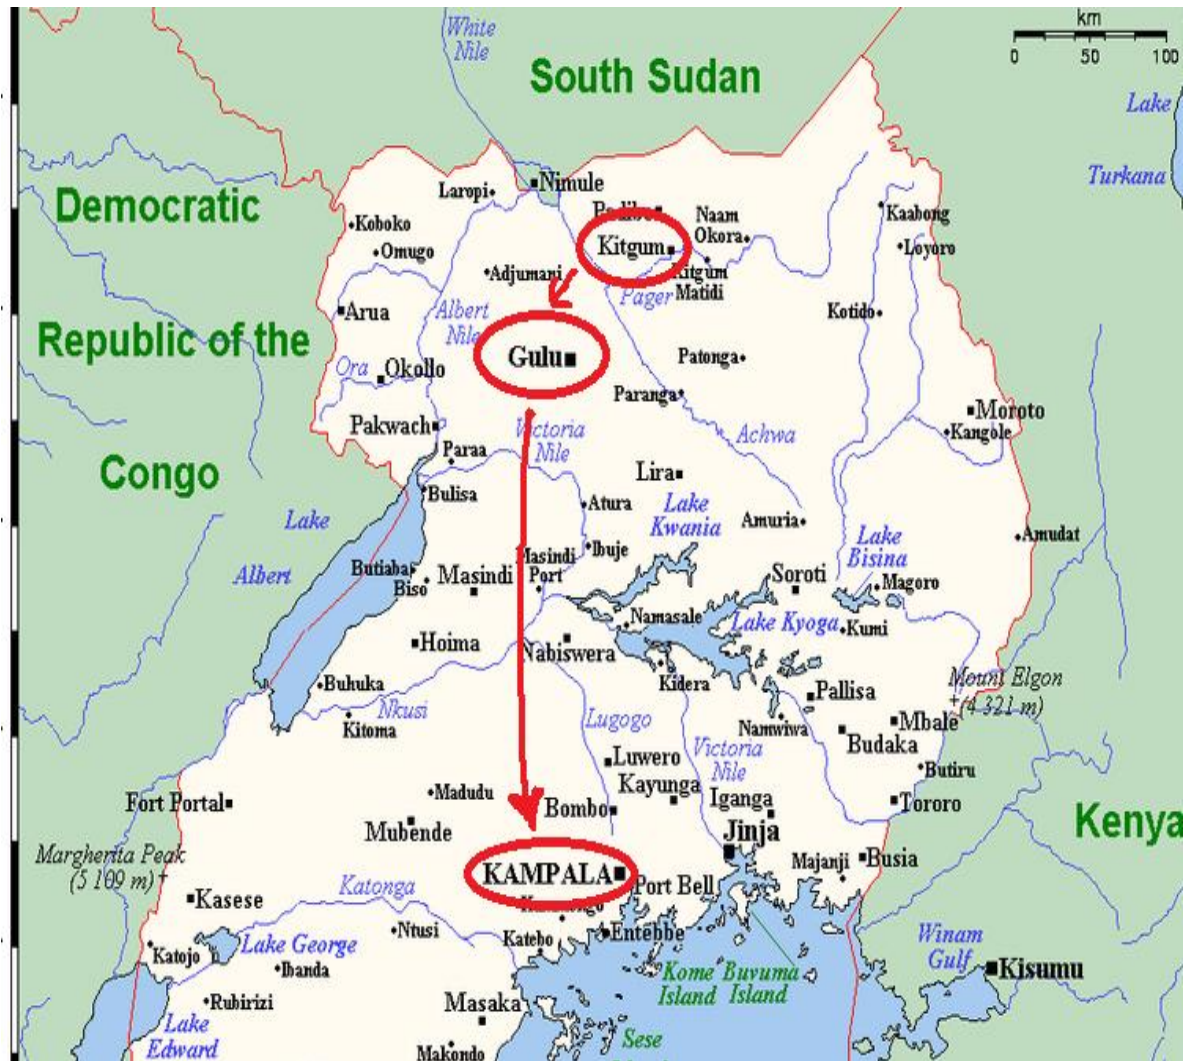 km
0 50 100
White
Nile
South Sudan
Lake
Turkana
Democratic
Republic of the
Congo
Laropi
Nimule
Koboko
Omugo
Naam
Okora
Kaabong
Loyoro
Kitgum
Adjumani
Kitgum
Matidi
Pager
Arua
Albert
Nile
Kotido
Gulu
Patonga
Ora
Okollo
Paranga
Moroto
Kangole
Pakwach
Victoria
Nile
Achwa
Paraa
Lira
Bulisa
Atura
Lake
Kwania
Amuria
Lake
Albert
Lake
Bisina
Amudat
Butiaba
Biso
Masindi
Masindi
Port
Ibuje
Soroti
Magoro
Namasale
Lake Kyoga
Kumi
Hoima
Nabiswera
Kidera
Mount Elgon
(4 321 m)
Buhuka
Nkusi
Kitoma
Lugogo
Pallisa
Namwiwa
Mbale
Budaka
Victoria
Nile
Luwero
Kayunga
Butiru
Fort Portal
Madudu
Bombo
Iganga
Tororo
Kenya
Mubende
Jinja
Margherita Peak
(5 109 m)
Majanji
Busia
KAMPALA
Port Bell
Katonga
Kasese
Ntusi
Katebo
Entebbe
Winam
Gulf
Kisumu
Katojo
Lake George
Ibanda
Kome
Island
Buvuma
Island
Rubirizi
Masaka
Lake
Edward
Sese
Makondo